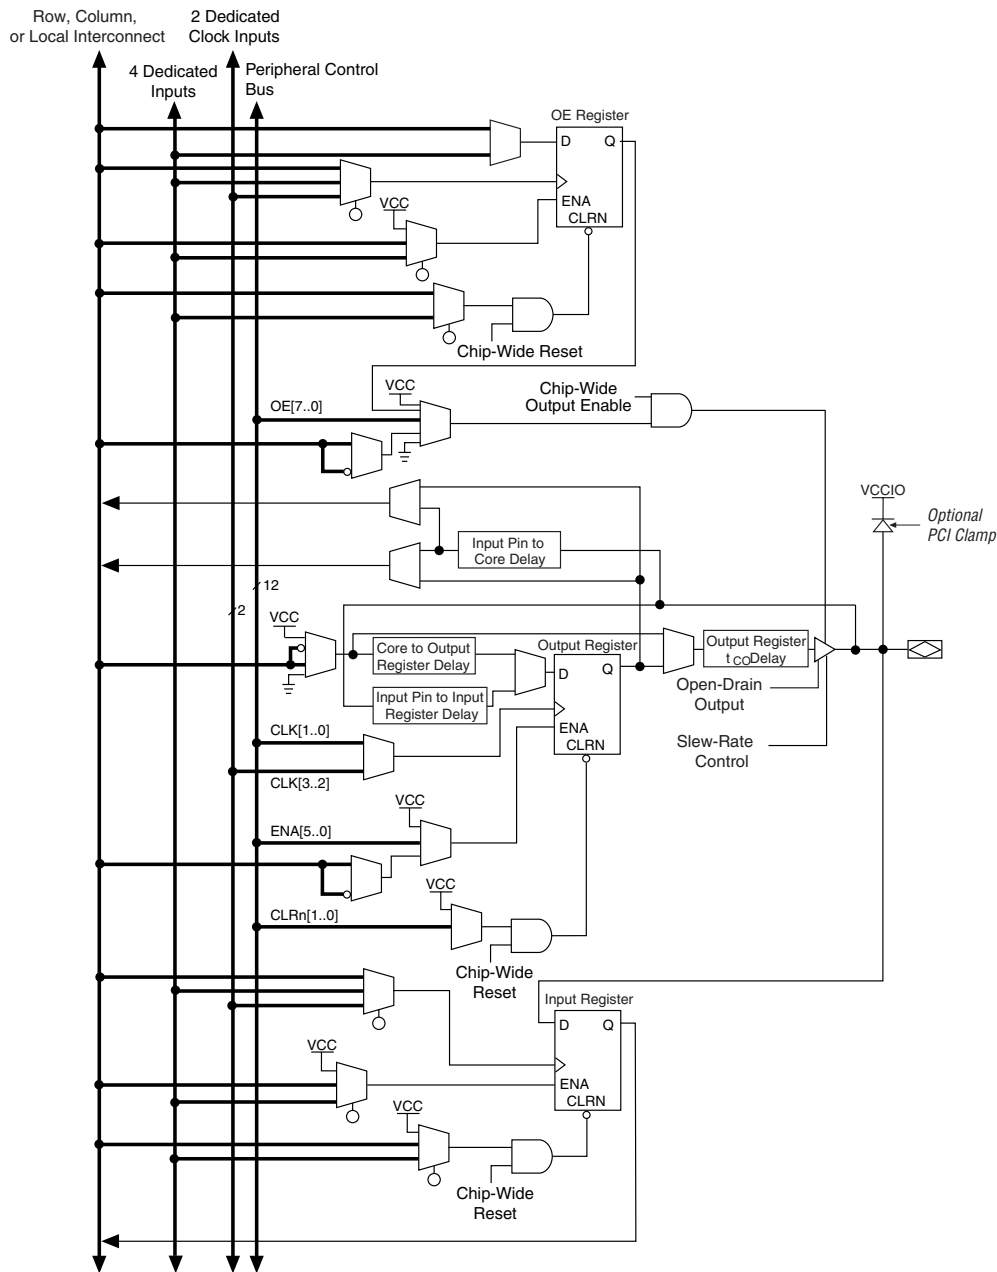 Row, Column,
or Local Interconnect
2 Dedicated
Clock Inputs
4 Dedicated
Inputs
Peripheral Control
Bus
OE Register
D
Q
ENA
CLRN
VCC
Chip-Wide Reset
VCC
OE[7..0]
Chip-Wide
Output Enable
VCCIO
Optional
PCI Clamp
Input Pin to
Core Delay
12
2
VCC
Core to Output
Register Delay
Input Pin to Input
Register Delay
Output Register
D
Q
ENA
CLRN
Output Register
tCO Delay
Open-Drain
Output
Slew-Rate
Control
CLK[1..0]
CLK[3..2]
VCC
ENA[5..0]
VCC
CLRn[1..0]
Chip-Wide
Reset
Input Register
D
Q
ENA
CLRN
VCC
VCC
Chip-Wide
Reset